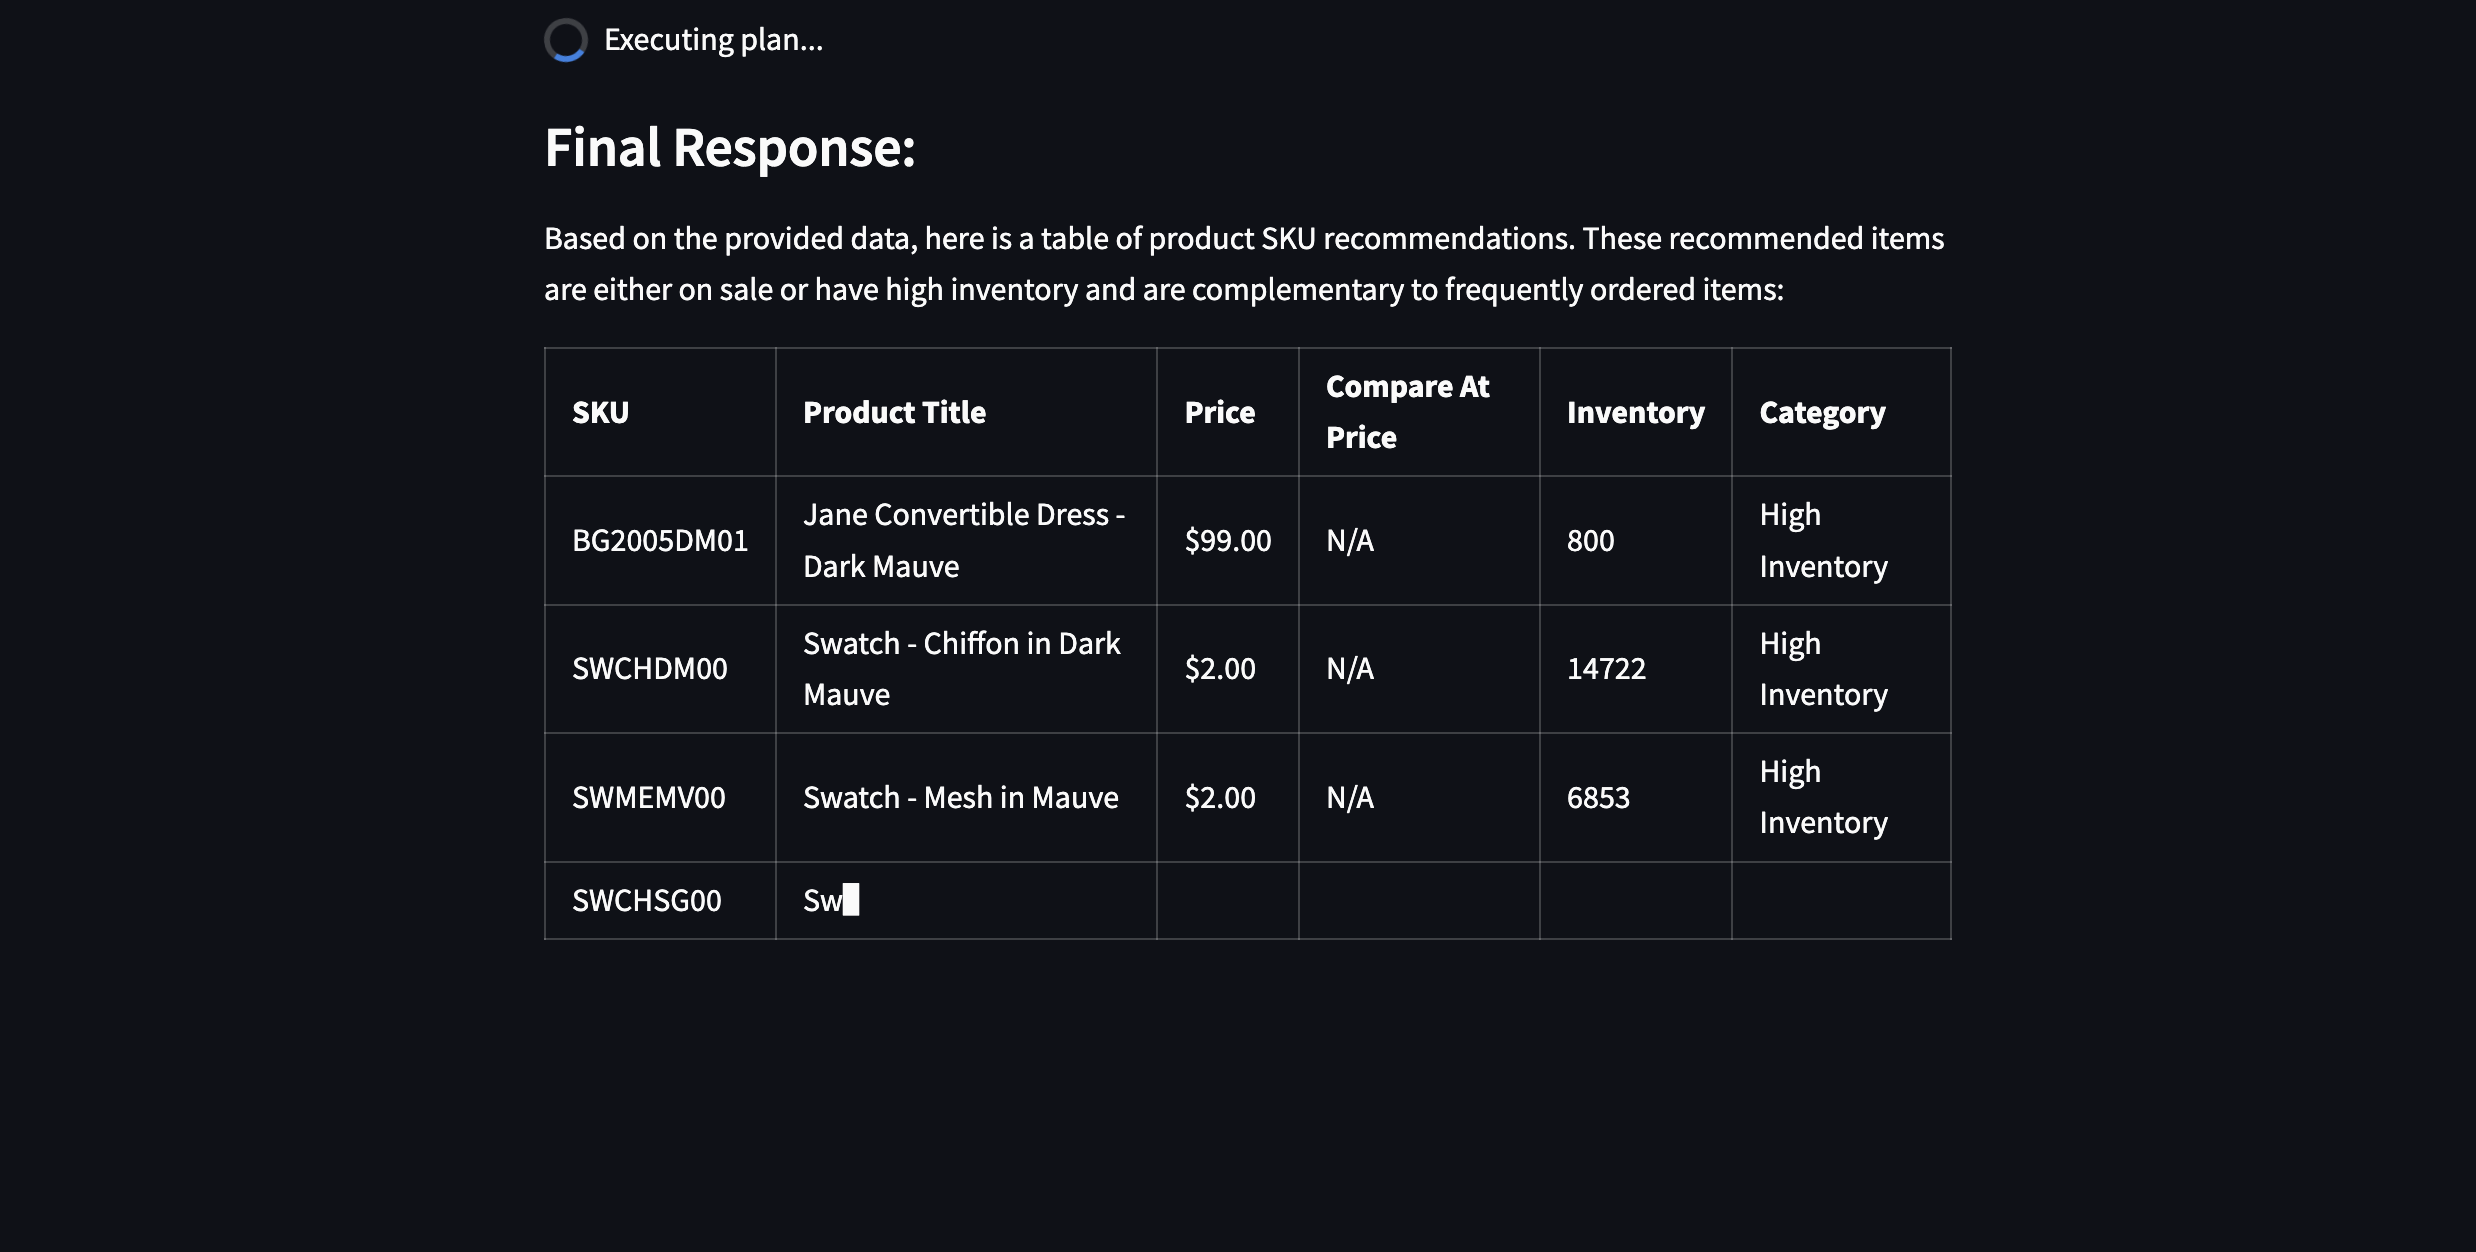 Executing plan...
Final Response:
Based on the provided data, here is a table of product SKU recommendations. These recommended items
are either on sale or have high inventory and are complementary to frequently ordered items:
SKU Product Title Price Compare At Price Inventory Category
BG2005DM01 Jane Convertible Dress - Dark Mauve $99.00 N/A 800 High Inventory
SWCHDM00 Swatch - Chiffon in Dark Mauve $2.00 N/A 14722 High Inventory
SWMEMV00 Swatch - Mesh in Mauve $2.00 N/A 6853 High Inventory
SWCHSG00 Sw